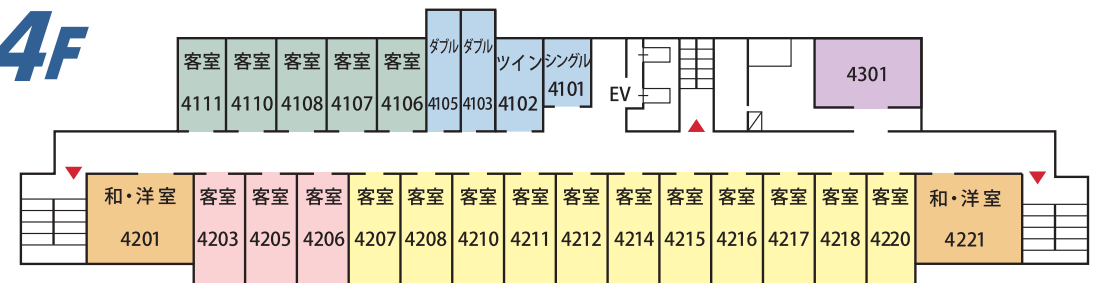 4F
客室 客室 客室 客室 客室 ダブル ダブル ツイン シングル
4111 4110 4108 4107 4106 4105 4103 4102 4101
EV
4301
和・洋室 客室 客室 客室 客室 客室 客室 客室 客室 客室 客室 客室 客室 客室 客室 和・洋室
4201 4203 4205 4206 4207 4208 4210 4211 4212 4214 4215 4216 4217 4218 4220 4221